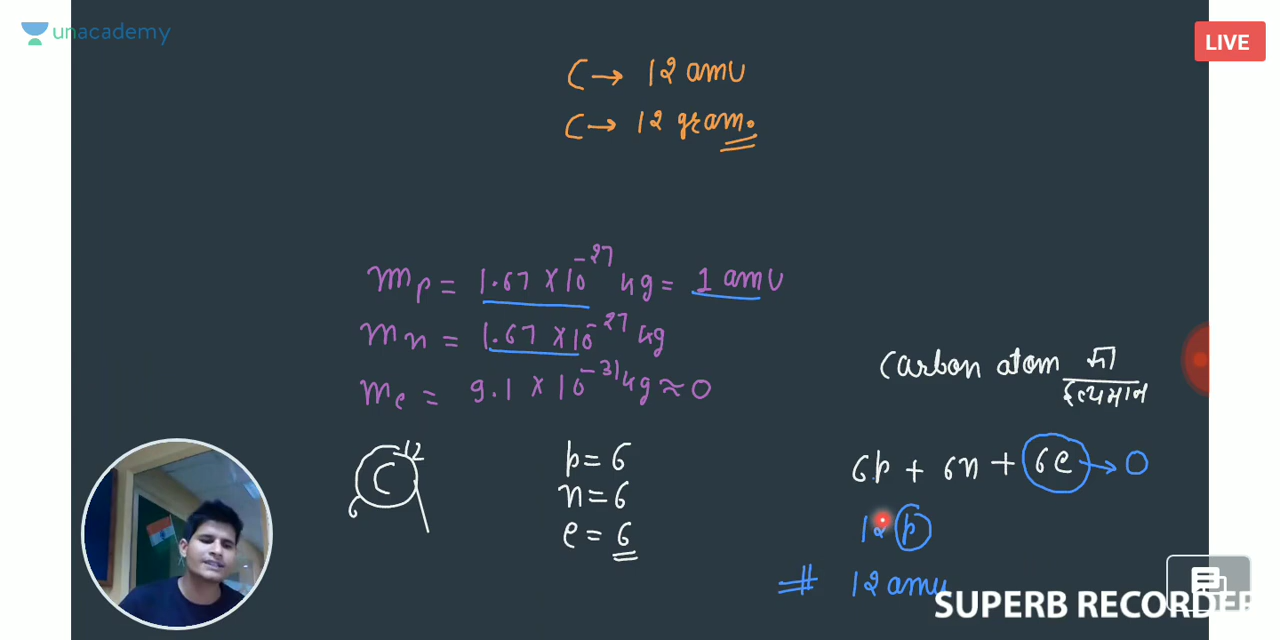 unacademy
LIVE
C → 12 amu
C → 12 gram.
mp = 1.67 × 10⁻²⁷ kg = 1 amu
mn = 1.67 × 10⁻²⁷ kg
me = 9.1 × 10⁻³¹ kg ≈ 0
Carbon atom का
द्रव्यमान
₆C¹²
p = 6
n = 6
e = 6
6p + 6n + 6e → 0
12 p
# 12 amu
SUPERB RECORDER